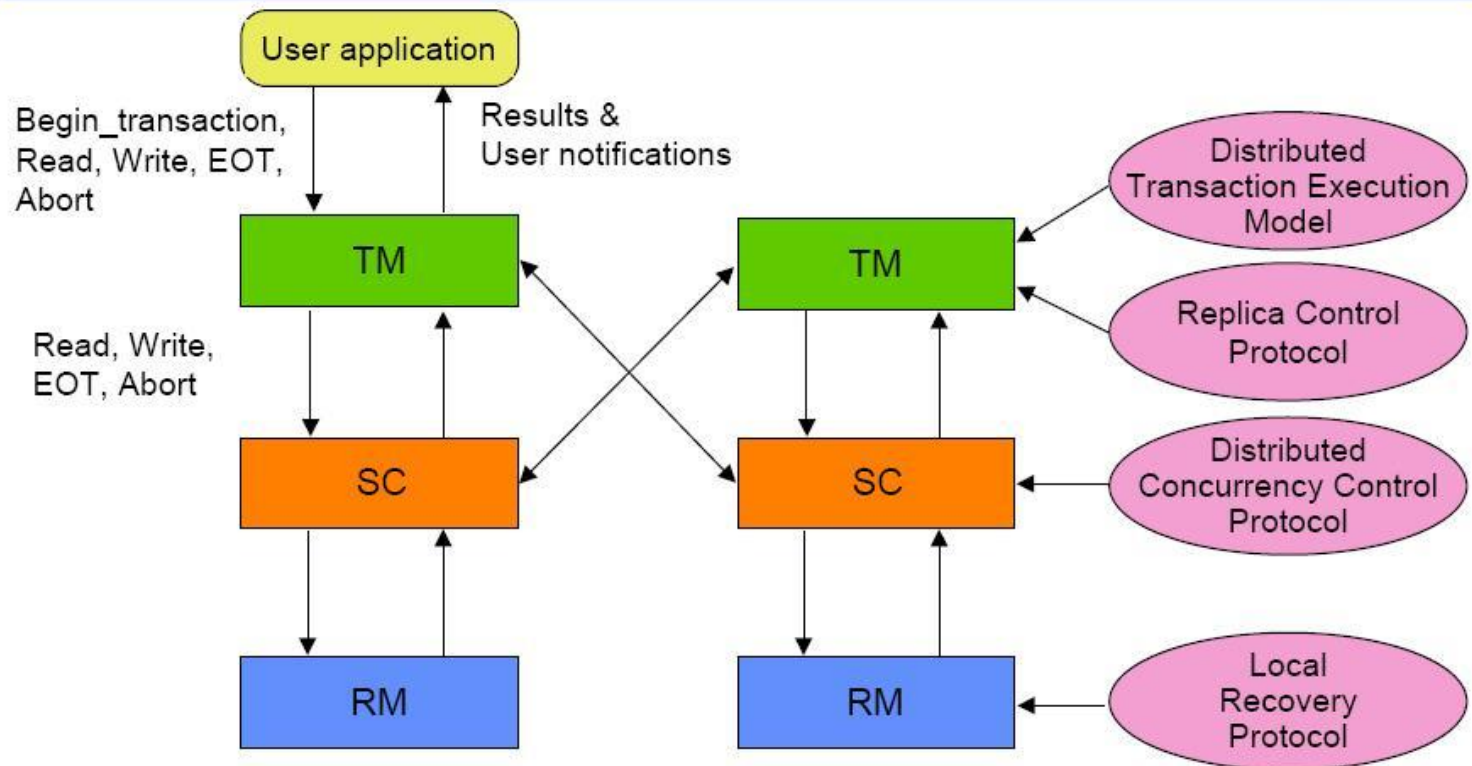 User application
Begin_transaction,
Read, Write, EOT,
Abort
Results &
User notifications
TM
TM
Distributed
Transaction Execution
Model
Replica Control
Protocol
Read, Write,
EOT, Abort
SC
SC
Distributed
Concurrency Control
Protocol
RM
RM
Local
Recovery
Protocol